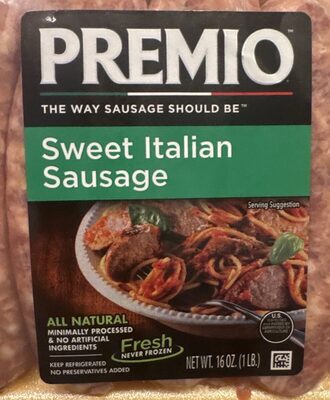 PREMIO™
THE WAY SAUSAGE SHOULD BE™
Sweet Italian
Sausage
Serving Suggestion
ALL NATURAL
MINIMALLY PROCESSED
& NO ARTIFICIAL
INGREDIENTS
Fresh
NEVER FROZEN
KEEP REFRIGERATED
NO PRESERVATIVES ADDED
NET WT. 16 OZ. (1 LB.)
U.S.